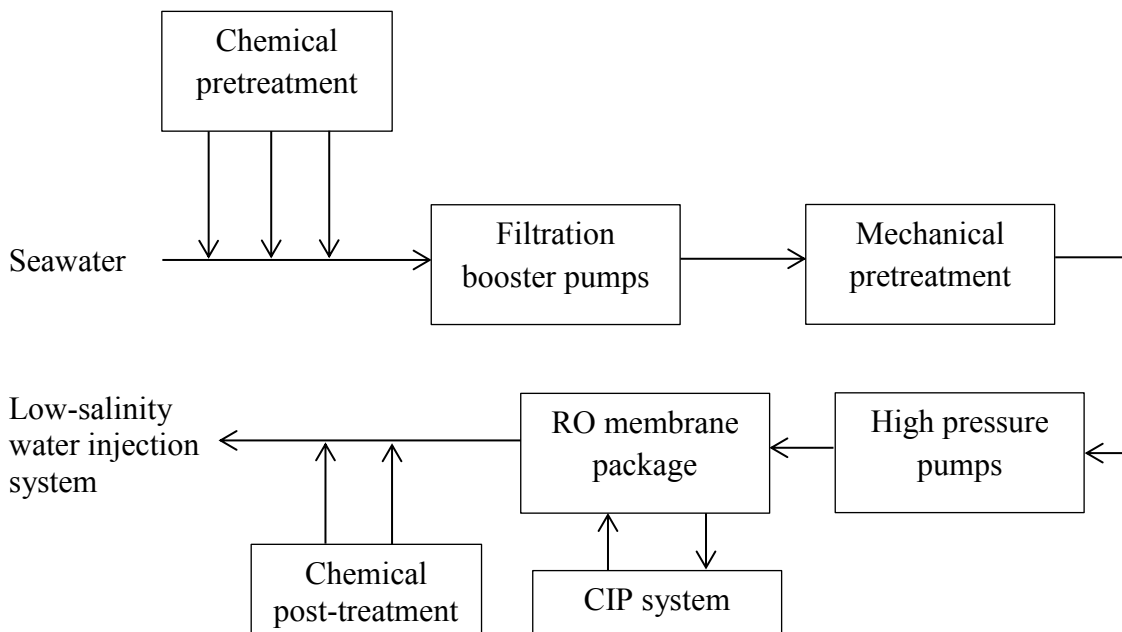 Chemical
pretreatment
Seawater
Filtration
booster pumps
Mechanical
pretreatment
Low-salinity
water injection
system
RO membrane
package
High pressure
pumps
Chemical
post-treatment
CIP system